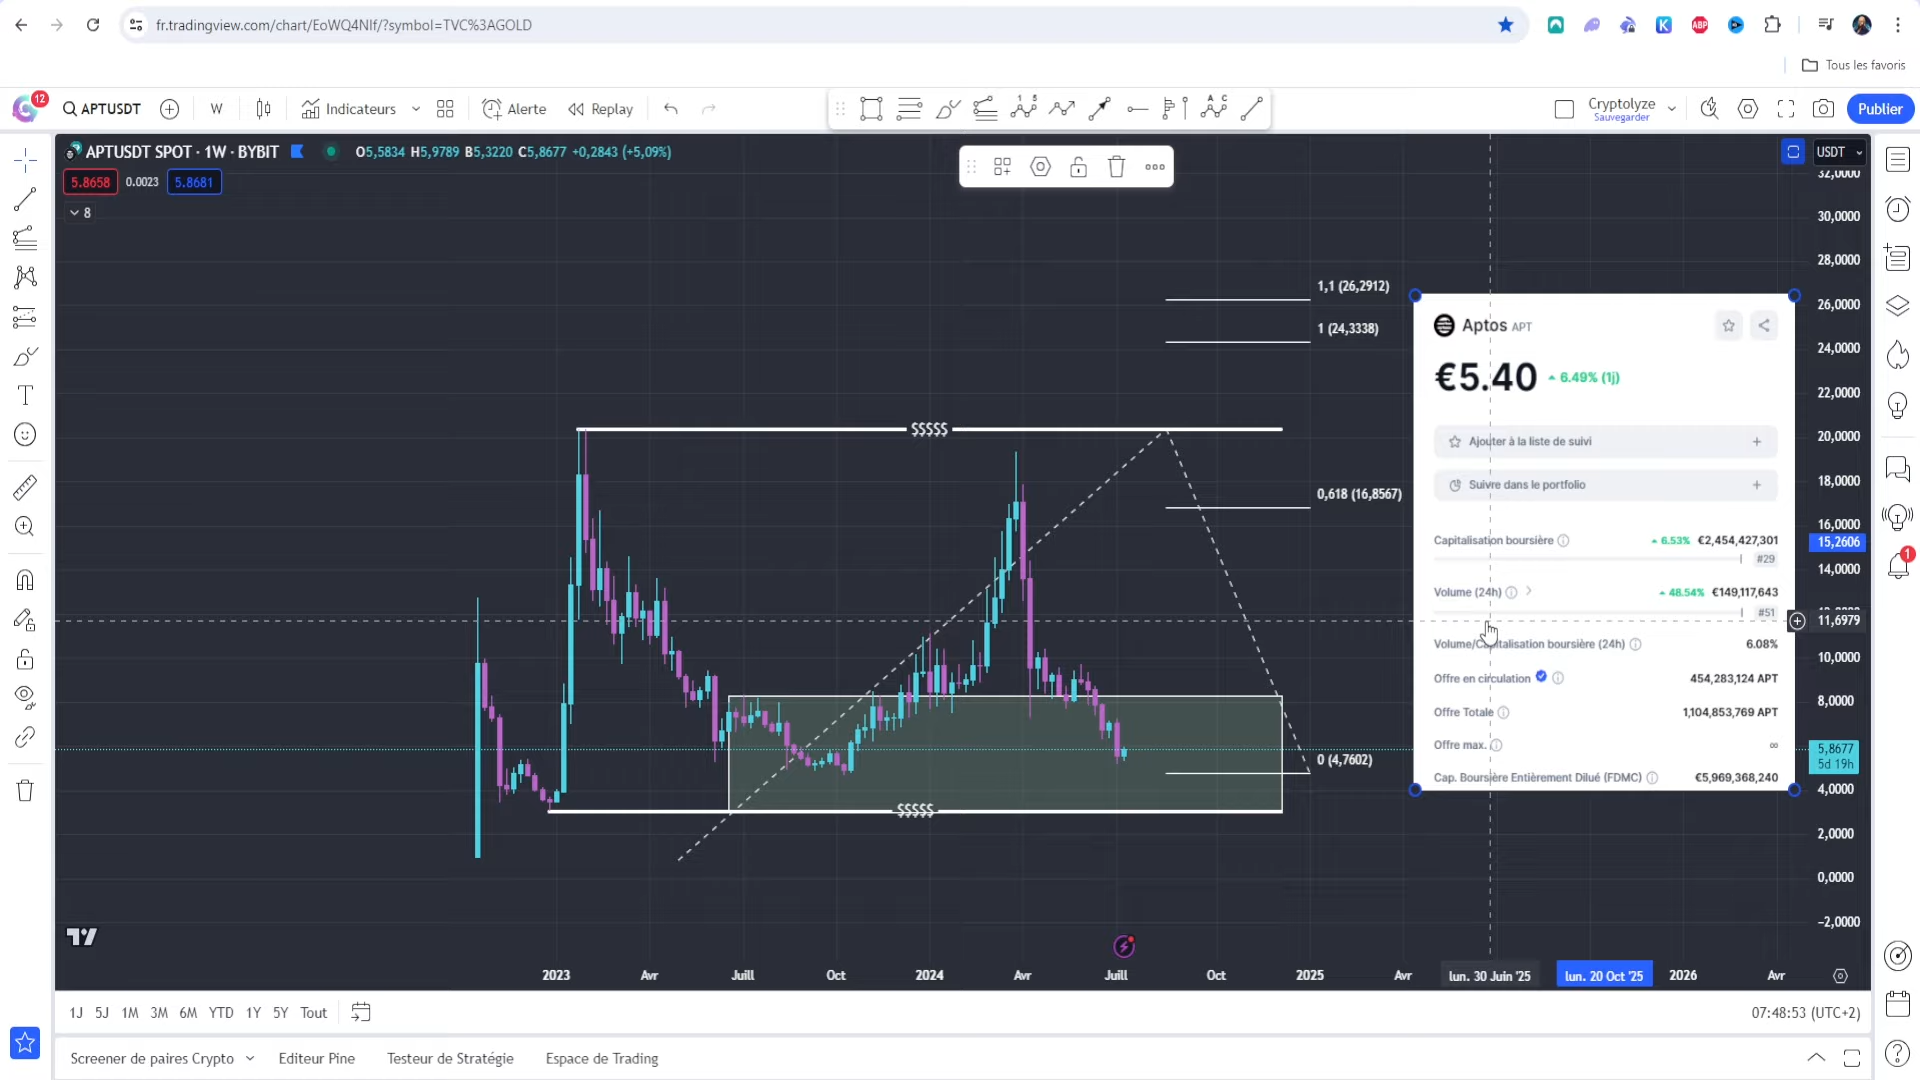 fr.tradingview.com/chart/EoWQ4NIf/?symbol=TVC%3AGOLD
ABP
Tous les favoris
12
APTUSDT
W
Indicateurs
Alerte
Replay
Cryptolyze
Sauvegarder
Publier
APTUSDT SPOT · 1W · BYBIT
O5,5834 H5,9789 B5,3220 C5,8677 +0,2843 (+5,09%)
USDT
5.8658
0.0023
5.8681
8
32,0000
30,0000
28,0000
26,0000
24,0000
22,0000
20,0000
18,0000
16,0000
15,2606
14,0000
11,6979
10,0000
8,0000
5,8677
5d 19h
4,0000
2,0000
0,0000
−2,0000
1,1 (26,2912)
1 (24,3338)
0,618 (16,8567)
0 (4,7602)
$$$$$
$$$$$
Aptos APT
€5.40
6.49% (1j)
Ajouter à la liste de suivi
Suivre dans le portfolio
Capitalisation boursière
6.53% €2,454,427,301
#29
Volume (24h)
48.54% €149,117,643
#51
Volume/Capitalisation boursière (24h)
6.08%
Offre en circulation
454,283,124 APT
Offre Totale
1,104,853,769 APT
Offre max.
∞
Cap. Boursière Entièrement Dilué (FDMC)
€5,969,368,240
1
2023
Avr
Juill
Oct
2024
Avr
Juill
Oct
2025
Avr
lun. 30 Juin '25
lun. 20 Oct '25
2026
Avr
1J 5J 1M 3M 6M YTD 1Y 5Y Tout
07:48:53 (UTC+2)
Screener de paires Crypto
Editeur Pine
Testeur de Stratégie
Espace de Trading